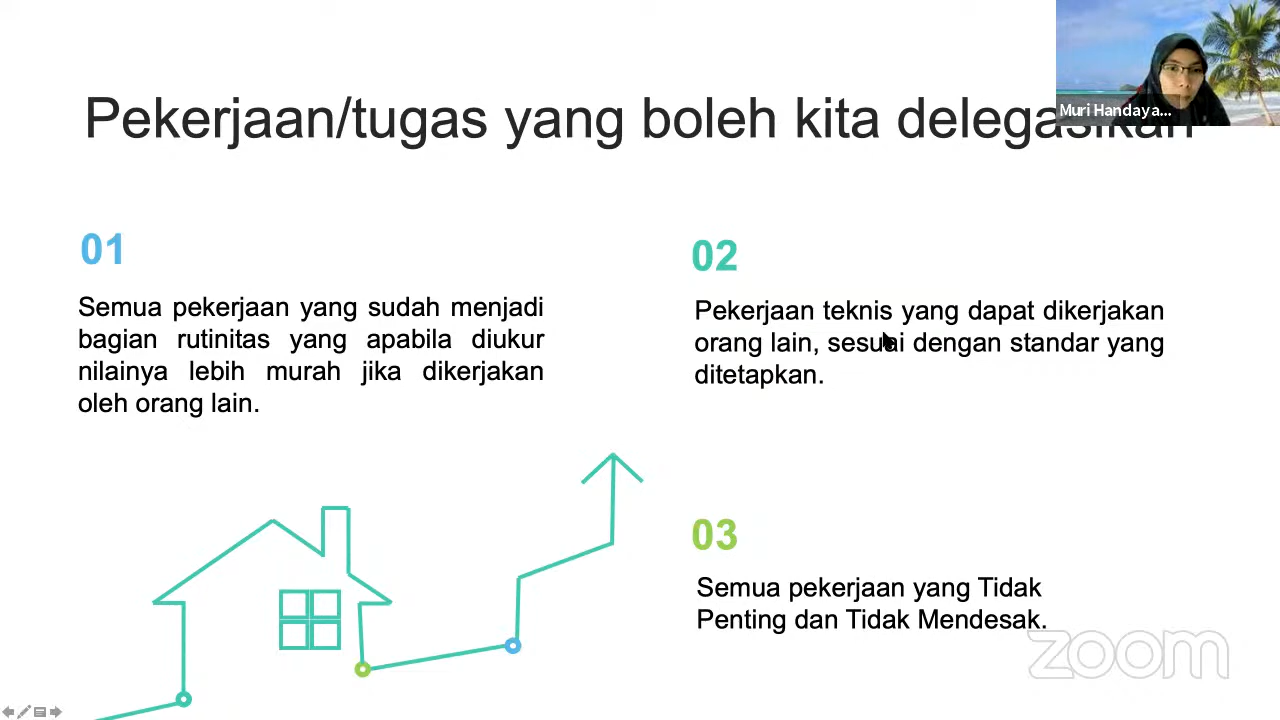 Pekerjaan/tugas yang boleh kita delegasikan
Muri Handaya...
01
Semua pekerjaan yang sudah menjadi
bagian rutinitas yang apabila diukur
nilainya lebih murah jika dikerjakan
oleh orang lain.
02
Pekerjaan teknis yang dapat dikerjakan
orang lain, sesuai dengan standar yang
ditetapkan.
03
Semua pekerjaan yang Tidak
Penting dan Tidak Mendesak.
zoom